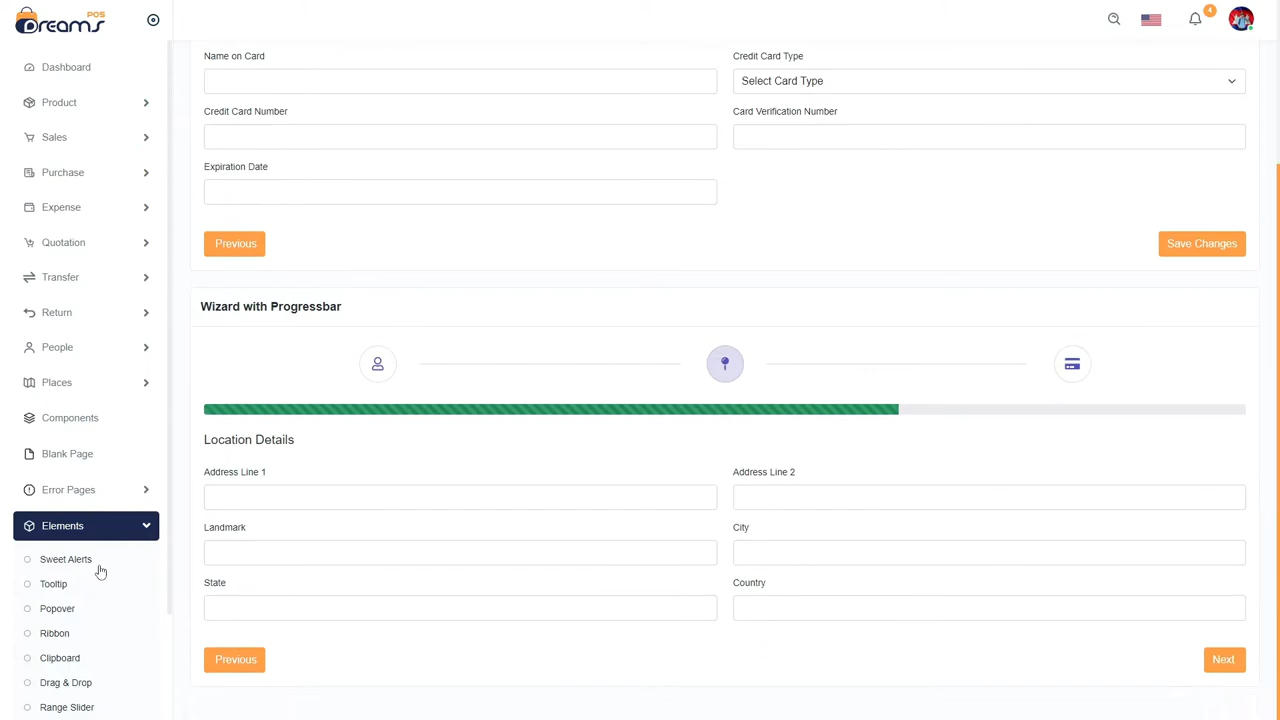 POS
Dreams
4
Dashboard
Product
Sales
Purchase
Expense
Quotation
Transfer
Return
People
Places
Components
Blank Page
Error Pages
Elements
Sweet Alerts
Tooltip
Popover
Ribbon
Clipboard
Drag & Drop
Range Slider
Name on Card
Credit Card Type
Select Card Type
Credit Card Number
Card Verification Number
Expiration Date
Previous
Save Changes
Wizard with Progressbar
Location Details
Address Line 1
Address Line 2
Landmark
City
State
Country
Previous
Next